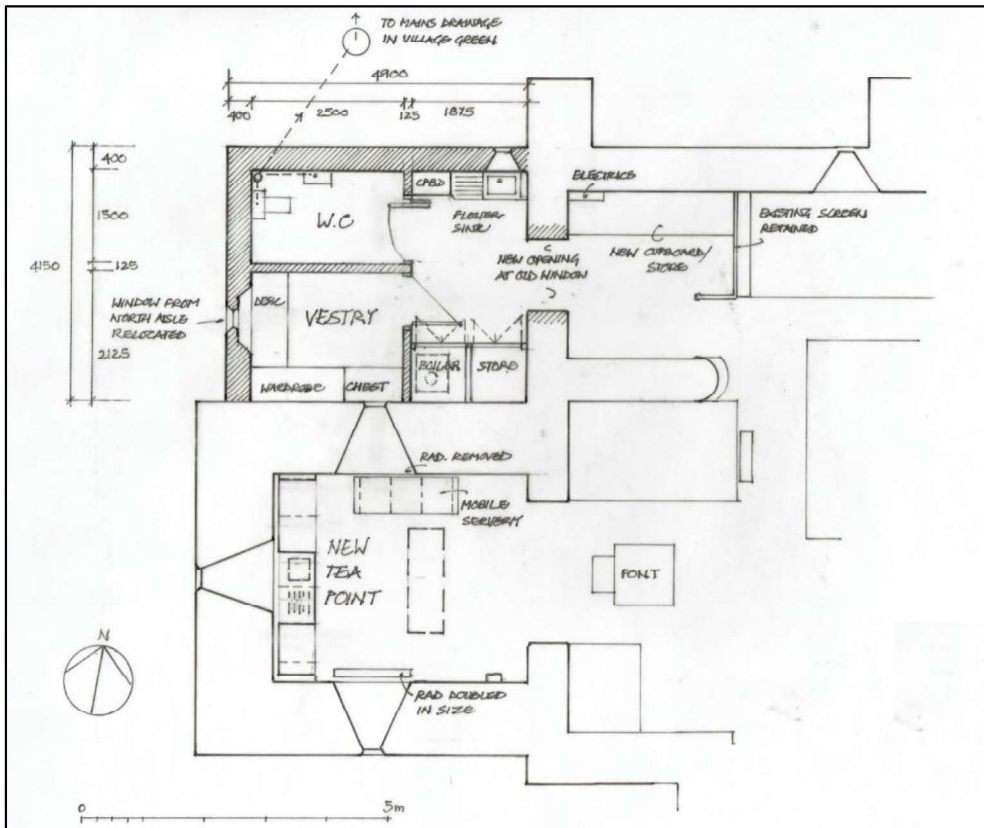 TO MAINS DRAINAGE
IN VILLAGE GREEN
4900
400
2500
125
1875
400
1500
4150
125
2125
W.C
CPBD
FLOWER
SINK
ELECTRICS
EXISTING SCREEN
RETAINED
NEW OPENING
AT OLD WINDOW
NEW CUPBOARD/
STORE
WINDOW FROM
NORTH AISLE
RELOCATED
DESK
VESTRY
BOILER
STORE
WARDROBE
CHEST
RAD. REMOVED
MOBILE
SERVERY
NEW
TEA
POINT
FONT
N
RAD DOUBLED
IN SIZE
0
5m